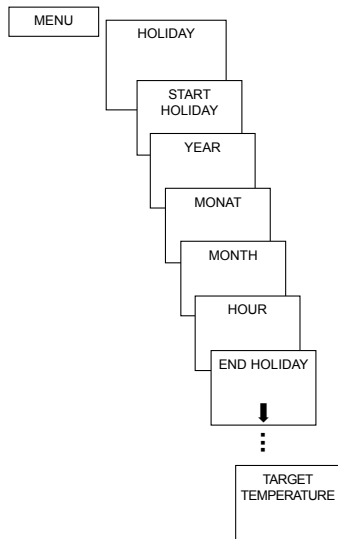 MENU
HOLIDAY
START
HOLIDAY
YEAR
MONAT
MONTH
HOUR
END HOLIDAY
TARGET
TEMPERATURE